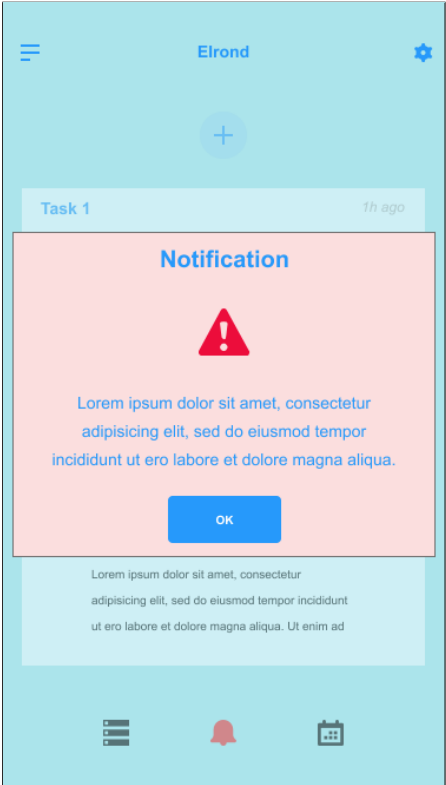 Elrond
Task 1
1h ago
Notification
Lorem ipsum dolor sit amet, consectetur
adipisicing elit, sed do eiusmod tempor
incididunt ut ero labore et dolore magna aliqua.
OK
Lorem ipsum dolor sit amet, consectetur
adipisicing elit, sed do eiusmod tempor incididunt
ut ero labore et dolore magna aliqua. Ut enim ad